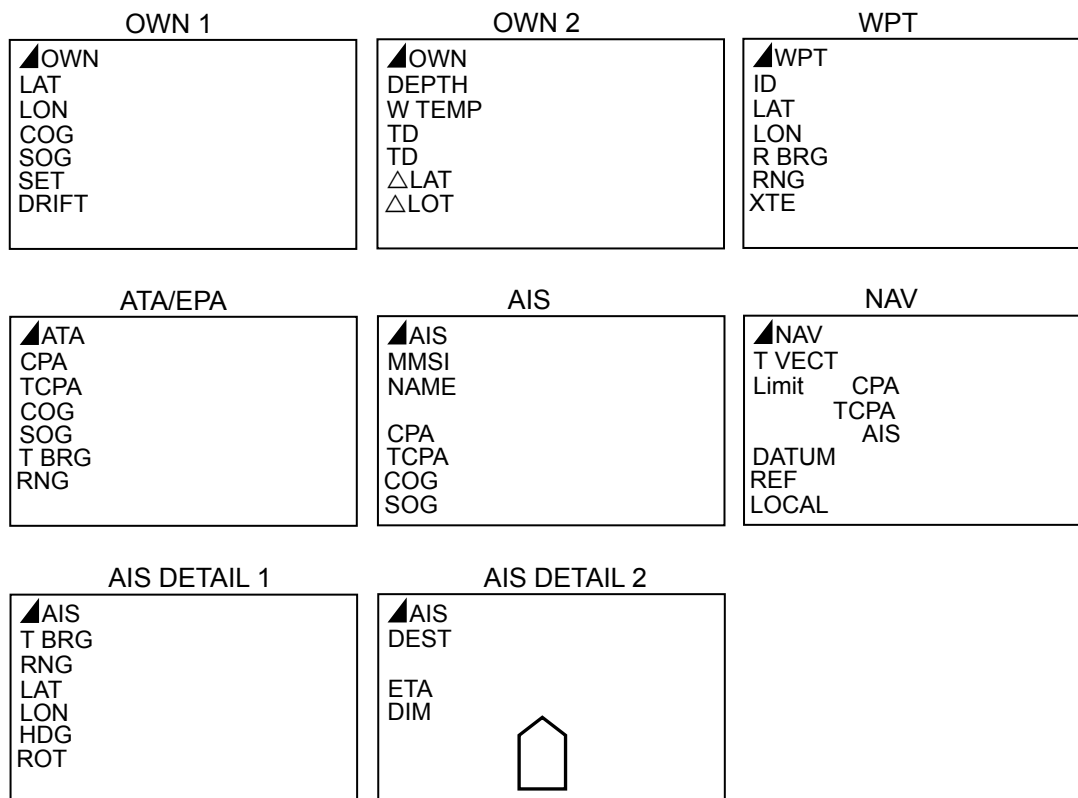 OWN 1
◢OWN
LAT
LON
COG
SOG
SET
DRIFT
OWN 2
◢OWN
DEPTH
W TEMP
TD
TD
△LAT
△LOT
WPT
◢WPT
ID
LAT
LON
R BRG
RNG
XTE
ATA/EPA
◢ATA
CPA
TCPA
COG
SOG
T BRG
RNG
AIS
◢AIS
MMSI
NAME
CPA
TCPA
COG
SOG
NAV
◢NAV
T VECT
Limit CPA
TCPA
AIS
DATUM
REF
LOCAL
AIS DETAIL 1
◢AIS
T BRG
RNG
LAT
LON
HDG
ROT
AIS DETAIL 2
◢AIS
DEST
ETA
DIM